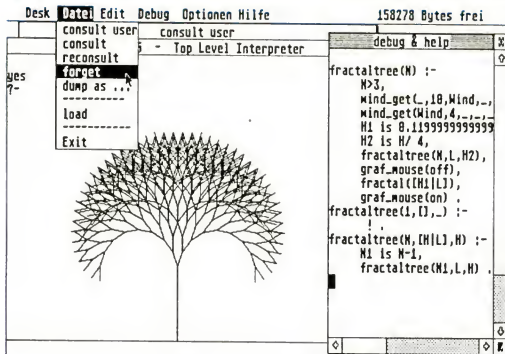 Desk Datei Edit Debug Optionen Hilfe 158278 Bytes frei
consult user
- Top Level Interpreter
consult user
consult
reconsult
forget
dump as ...
----------
load
----------
Exit
yes
?-
debug & help
fractaltree(N) :-
N>3,
wind_get(_,10,Wind,_,
wind_get(Wind,4,_,_,_
H1 is 0.1199999999999
H2 is H/ 4,
fractaltree(N,L,H2),
graf_mouse(off),
fractal([H1|L]),
graf_mouse(on) .
fractaltree(1,[],_) :-
! .
fractaltree(N,[H|L],H) :-
N1 is N-1,
fractaltree(N1,L,H) .